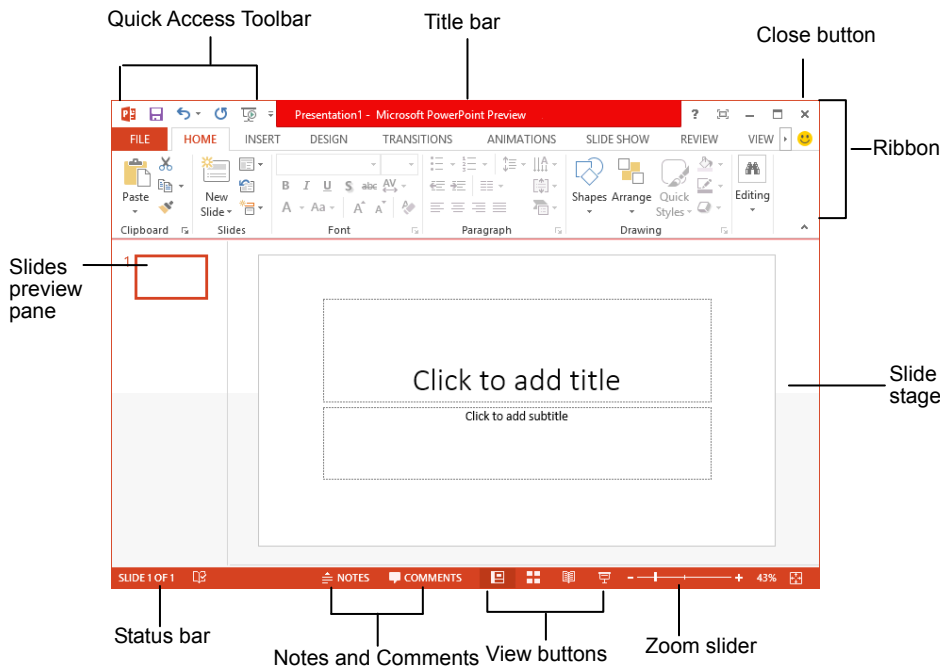 Quick Access Toolbar
Title bar
Close button
Presentation1 - Microsoft PowerPoint Preview
?
FILE HOME INSERT DESIGN TRANSITIONS ANIMATIONS SLIDE SHOW REVIEW VIEW
Ribbon
Paste
New
Slide
B I U S abc AV
A Aa A A
Shapes Arrange Quick
Styles
Editing
Clipboard Slides Font Paragraph Drawing
Slides
preview
pane
1
Click to add title
Click to add subtitle
Slide
stage
SLIDE 1 OF 1 NOTES COMMENTS - + 43%
Status bar
Notes and Comments
View buttons
Zoom slider